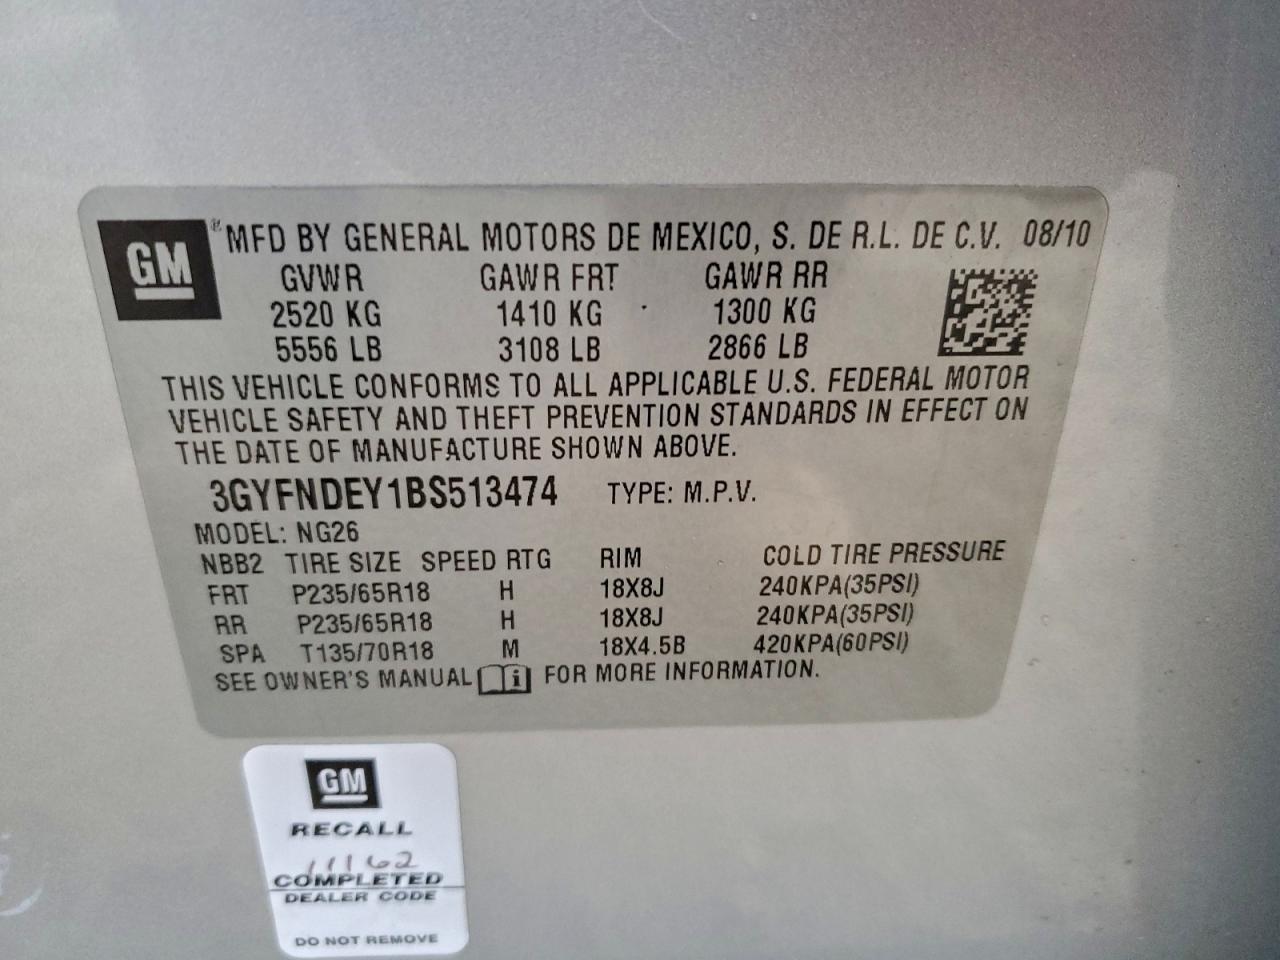 GM ® MFD BY GENERAL MOTORS DE MEXICO, S. DE R.L. DE C.V. 08/10
GVWR GAWR FRT GAWR RR
2520 KG 1410 KG 1300 KG
5556 LB 3108 LB 2866 LB
THIS VEHICLE CONFORMS TO ALL APPLICABLE U.S. FEDERAL MOTOR
VEHICLE SAFETY AND THEFT PREVENTION STANDARDS IN EFFECT ON
THE DATE OF MANUFACTURE SHOWN ABOVE.
3GYFNDEY1BS513474 TYPE: M.P.V.
MODEL: NG26
NBB2 TIRE SIZE SPEED RTG RIM COLD TIRE PRESSURE
FRT P235/65R18 H 18X8J 240KPA(35PSI)
RR P235/65R18 H 18X8J 240KPA(35PSI)
SPA T135/70R18 M 18X4.5B 420KPA(60PSI)
SEE OWNER'S MANUAL i FOR MORE INFORMATION.
GM
RECALL
11162
COMPLETED
DEALER CODE
DO NOT REMOVE